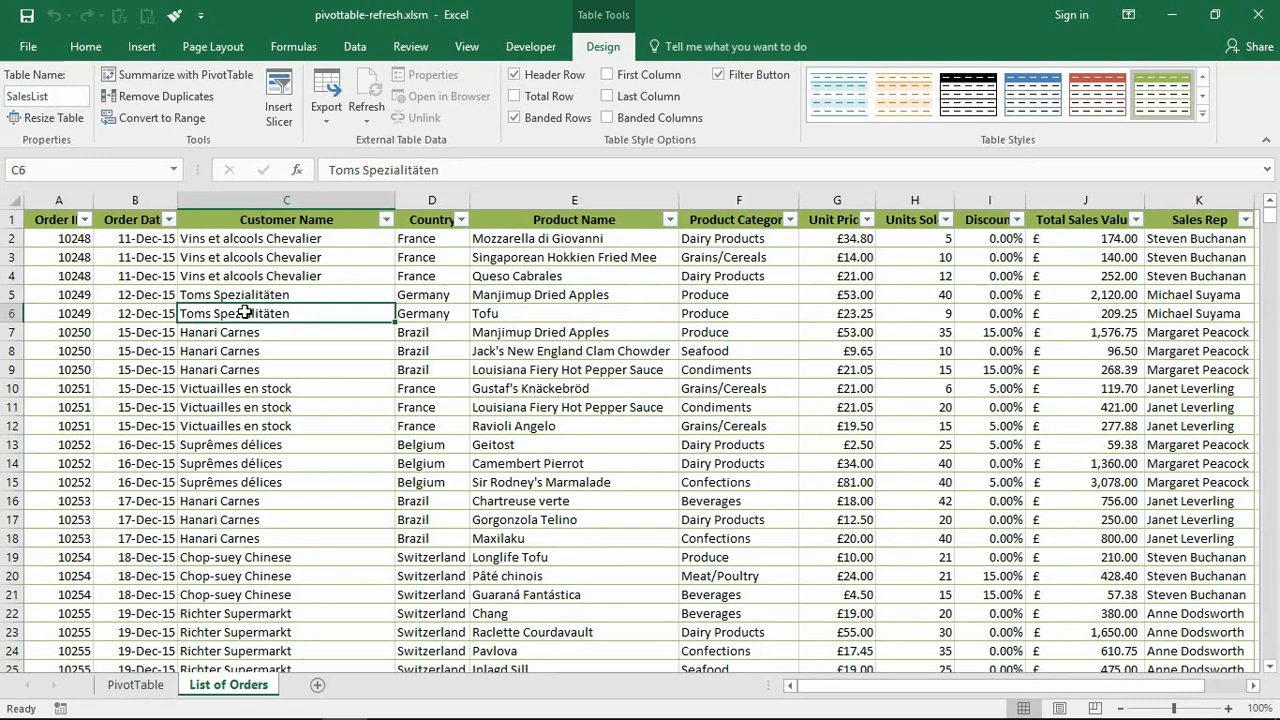 pivottable-refresh.xlsm - Excel
Table Tools
Sign in
File Home Insert Page Layout Formulas Data Review View Developer Design Tell me what you want to do Share
Table Name:
SalesList
Resize Table
Properties
Summarize with PivotTable
Remove Duplicates
Convert to Range
Tools
Insert Slicer
Export Refresh
Properties
Open in Browser
Unlink
External Table Data
Header Row First Column Filter Button
Total Row Last Column
Banded Rows Banded Columns
Table Style Options
Table Styles
C6 fx Toms Spezialitäten
A B C D E F G H I J K
1 Order I Order Dat Customer Name Country Product Name Product Categor Unit Pric Units Sol Discoun Total Sales Valu Sales Rep
2 10248 11-Dec-15 Vins et alcools Chevalier France Mozzarella di Giovanni Dairy Products £34.80 5 0.00% £ 174.00 Steven Buchanan
3 10248 11-Dec-15 Vins et alcools Chevalier France Singaporean Hokkien Fried Mee Grains/Cereals £14.00 10 0.00% £ 140.00 Steven Buchanan
4 10248 11-Dec-15 Vins et alcools Chevalier France Queso Cabrales Dairy Products £21.00 12 0.00% £ 252.00 Steven Buchanan
5 10249 12-Dec-15 Toms Spezialitäten Germany Manjimup Dried Apples Produce £53.00 40 0.00% £ 2,120.00 Michael Suyama
6 10249 12-Dec-15 Toms Spezialitäten Germany Tofu Produce £23.25 9 0.00% £ 209.25 Michael Suyama
7 10250 15-Dec-15 Hanari Carnes Brazil Manjimup Dried Apples Produce £53.00 35 15.00% £ 1,576.75 Margaret Peacock
8 10250 15-Dec-15 Hanari Carnes Brazil Jack's New England Clam Chowder Seafood £9.65 10 0.00% £ 96.50 Margaret Peacock
9 10250 15-Dec-15 Hanari Carnes Brazil Louisiana Fiery Hot Pepper Sauce Condiments £21.05 15 15.00% £ 268.39 Margaret Peacock
10 10251 15-Dec-15 Victuailles en stock France Gustaf's Knäckebröd Grains/Cereals £21.00 6 5.00% £ 119.70 Janet Leverling
11 10251 15-Dec-15 Victuailles en stock France Louisiana Fiery Hot Pepper Sauce Condiments £21.05 20 0.00% £ 421.00 Janet Leverling
12 10251 15-Dec-15 Victuailles en stock France Ravioli Angelo Grains/Cereals £19.50 15 5.00% £ 277.88 Janet Leverling
13 10252 16-Dec-15 Suprêmes délices Belgium Geitost Dairy Products £2.50 25 5.00% £ 59.38 Margaret Peacock
14 10252 16-Dec-15 Suprêmes délices Belgium Camembert Pierrot Dairy Products £34.00 40 0.00% £ 1,360.00 Margaret Peacock
15 10252 16-Dec-15 Suprêmes délices Belgium Sir Rodney's Marmalade Confections £81.00 40 5.00% £ 3,078.00 Margaret Peacock
16 10253 17-Dec-15 Hanari Carnes Brazil Chartreuse verte Beverages £18.00 42 0.00% £ 756.00 Janet Leverling
17 10253 17-Dec-15 Hanari Carnes Brazil Gorgonzola Telino Dairy Products £12.50 20 0.00% £ 250.00 Janet Leverling
18 10253 17-Dec-15 Hanari Carnes Brazil Maxilaku Confections £20.00 40 0.00% £ 800.00 Janet Leverling
19 10254 18-Dec-15 Chop-suey Chinese Switzerland Longlife Tofu Produce £10.00 21 0.00% £ 210.00 Steven Buchanan
20 10254 18-Dec-15 Chop-suey Chinese Switzerland Pâté chinois Meat/Poultry £24.00 21 15.00% £ 428.40 Steven Buchanan
21 10254 18-Dec-15 Chop-suey Chinese Switzerland Guaraná Fantástica Beverages £4.50 15 15.00% £ 57.38 Steven Buchanan
22 10255 19-Dec-15 Richter Supermarkt Switzerland Chang Beverages £19.00 20 0.00% £ 380.00 Anne Dodsworth
23 10255 19-Dec-15 Richter Supermarkt Switzerland Raclette Courdavault Dairy Products £55.00 30 0.00% £ 1,650.00 Anne Dodsworth
24 10255 19-Dec-15 Richter Supermarkt Switzerland Pavlova Confections £17.45 35 0.00% £ 610.75 Anne Dodsworth
25 10255 19-Dec-15 Richter Supermarkt Switzerland Inlagd Sill Seafood £19.00 25 0.00% £ 475.00 Anne Dodsworth
PivotTable List of Orders
Ready 100%